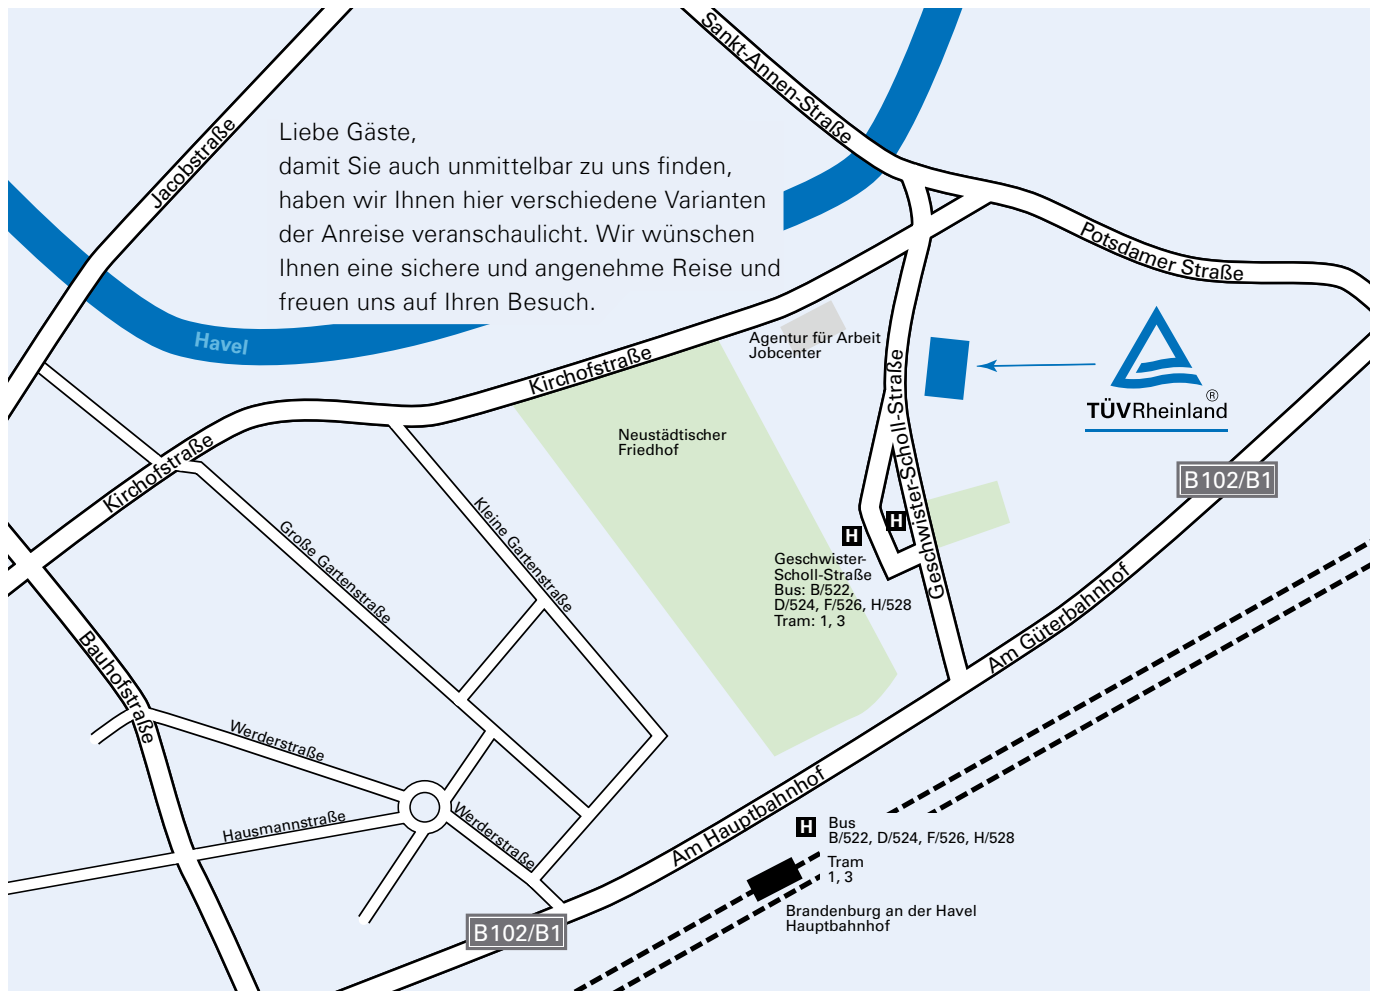 Sankt-Annen-Straße
Jacobstraße
Liebe Gäste,
damit Sie auch unmittelbar zu uns finden,
haben wir Ihnen hier verschiedene Varianten
der Anreise veranschaulicht. Wir wünschen
Ihnen eine sichere und angenehme Reise und
freuen uns auf Ihren Besuch.
Potsdamer Straße
Havel
Agentur für Arbeit
Jobcenter
Kirchofstraße
Geschwister-Scholl-Straße
®
TÜVRheinland
Neustädtischer
Friedhof
Kirchofstraße
B102/B1
Kleine Gartenstraße
Große Gartenstraße
H
H
Geschwister-
Scholl-Straße
Bus: B/522,
D/524, F/526, H/528
Tram: 1, 3
Am Güterbahnhof
Bauhofstraße
Werderstraße
Hausmannstraße
Werderstraße
Am Hauptbahnhof
H
Bus
B/522, D/524, F/526, H/528
Tram
1, 3
Brandenburg an der Havel
Hauptbahnhof
B102/B1